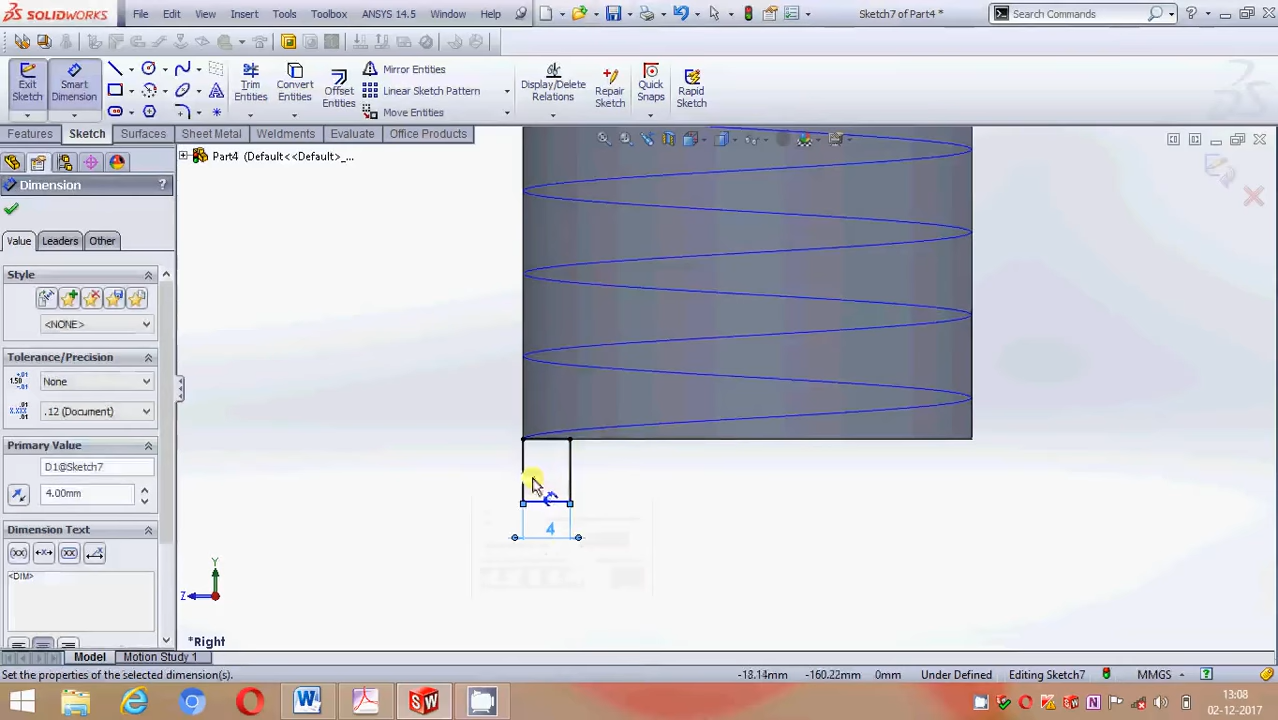 SOLIDWORKS File Edit View Insert Tools Toolbox ANSYS 14.5 Window Help Sketch7 of Part4 * Search Commands
Exit Sketch Smart Dimension Trim Entities Convert Entities Offset Entities Mirror Entities Linear Sketch Pattern Move Entities Display/Delete Relations Repair Sketch Quick Snaps Rapid Sketch
Features Sketch Surfaces Sheet Metal Weldments Evaluate Office Products
Part4 (Default<<Default>_...
Dimension ?
Value Leaders Other
Style
<NONE>
Tolerance/Precision
None
.12 (Document)
Primary Value
D1@Sketch7
4.00mm
Dimension Text
<DIM>
4
Y
Z
*Right
Model Motion Study 1
Set the properties of the selected dimension(s). -18.14mm -160.22mm 0mm Under Defined Editing Sketch7 MMGS
13:08
02-12-2017